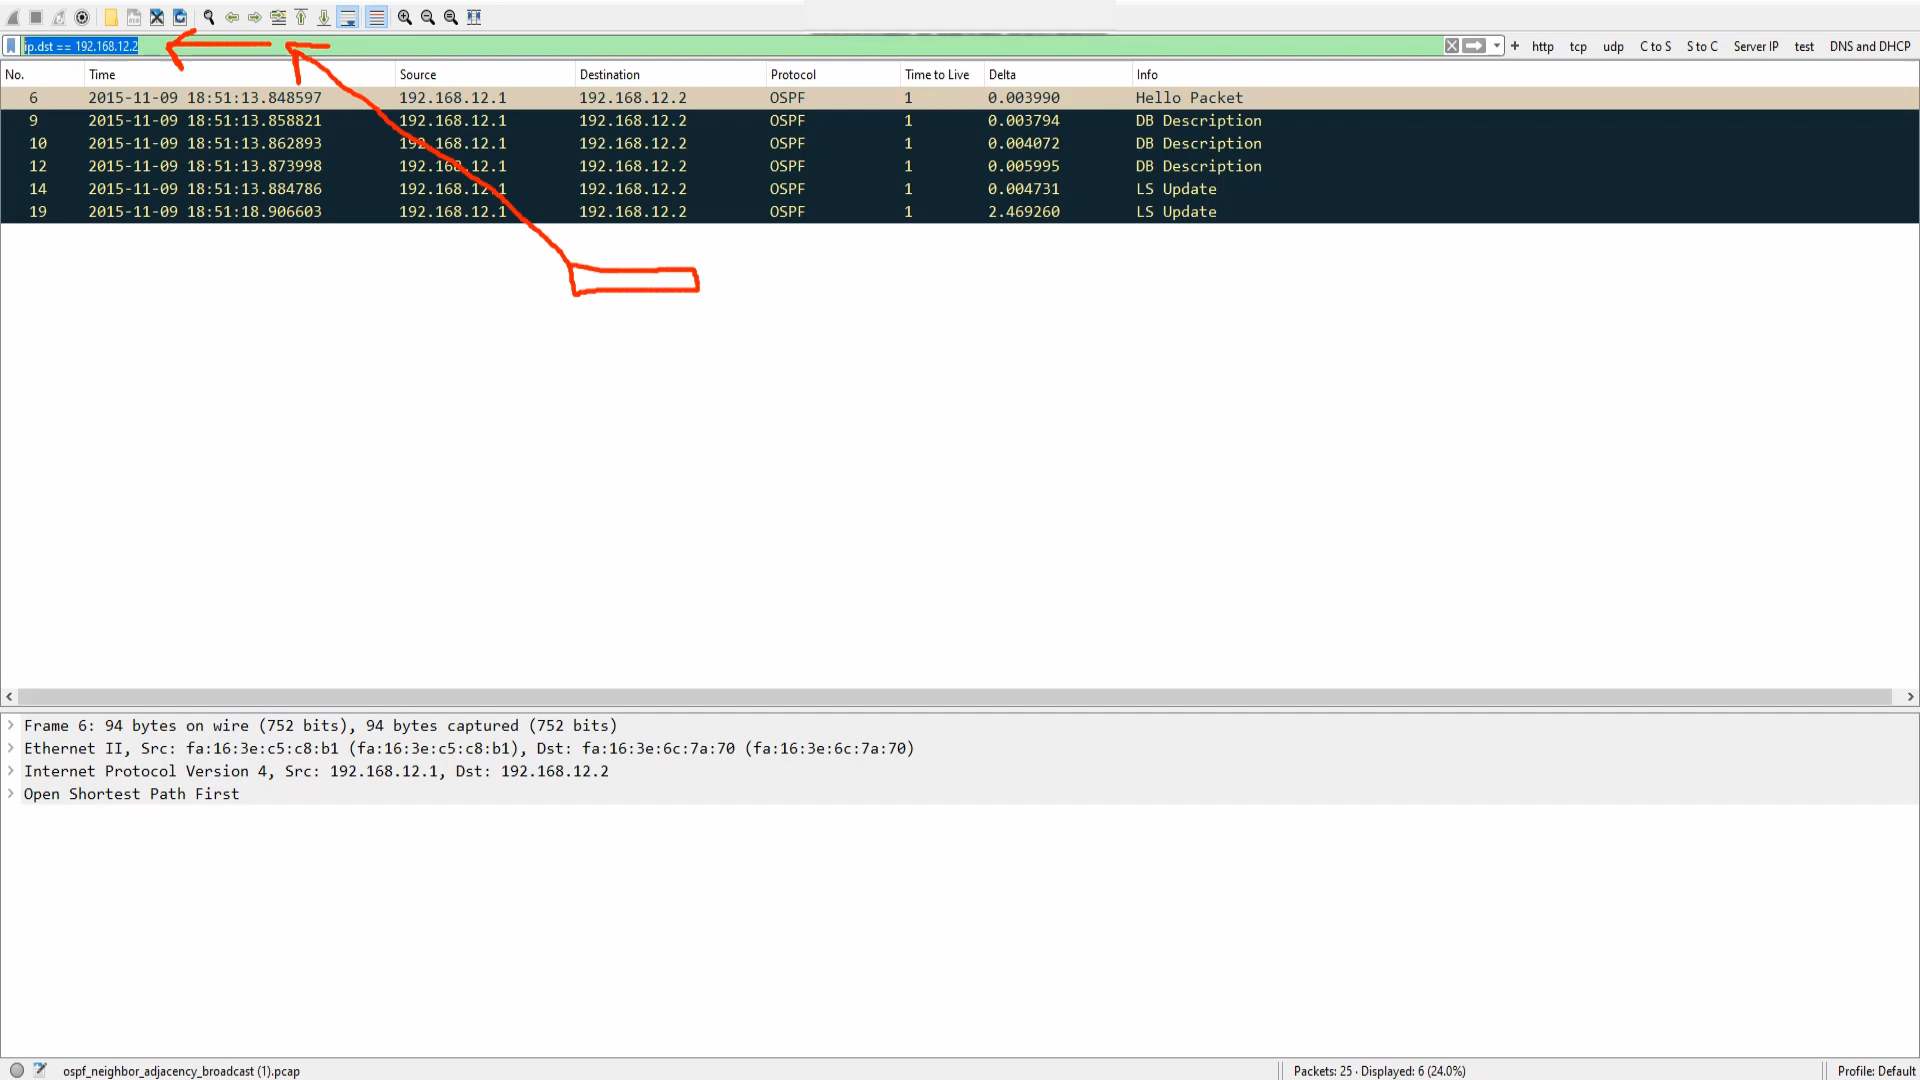 ip.dst == 192.168.12.2 + http tcp udp C to S S to C Server IP test DNS and DHCP
No. Time Source Destination Protocol Time to Live Delta Info
6 2015-11-09 18:51:13.848597 192.168.12.1 192.168.12.2 OSPF 1 0.003990 Hello Packet
9 2015-11-09 18:51:13.858821 192.168.12.1 192.168.12.2 OSPF 1 0.003794 DB Description
10 2015-11-09 18:51:13.862893 192.168.12.1 192.168.12.2 OSPF 1 0.004072 DB Description
12 2015-11-09 18:51:13.873998 192.168.12.1 192.168.12.2 OSPF 1 0.005995 DB Description
14 2015-11-09 18:51:13.884786 192.168.12.1 192.168.12.2 OSPF 1 0.004731 LS Update
19 2015-11-09 18:51:18.906603 192.168.12.1 192.168.12.2 OSPF 1 2.469260 LS Update
Frame 6: 94 bytes on wire (752 bits), 94 bytes captured (752 bits)
Ethernet II, Src: fa:16:3e:c5:c8:b1 (fa:16:3e:c5:c8:b1), Dst: fa:16:3e:6c:7a:70 (fa:16:3e:6c:7a:70)
Internet Protocol Version 4, Src: 192.168.12.1, Dst: 192.168.12.2
Open Shortest Path First
ospf_neighbor_adjacency_broadcast (1).pcap Packets: 25 · Displayed: 6 (24.0%) Profile: Default